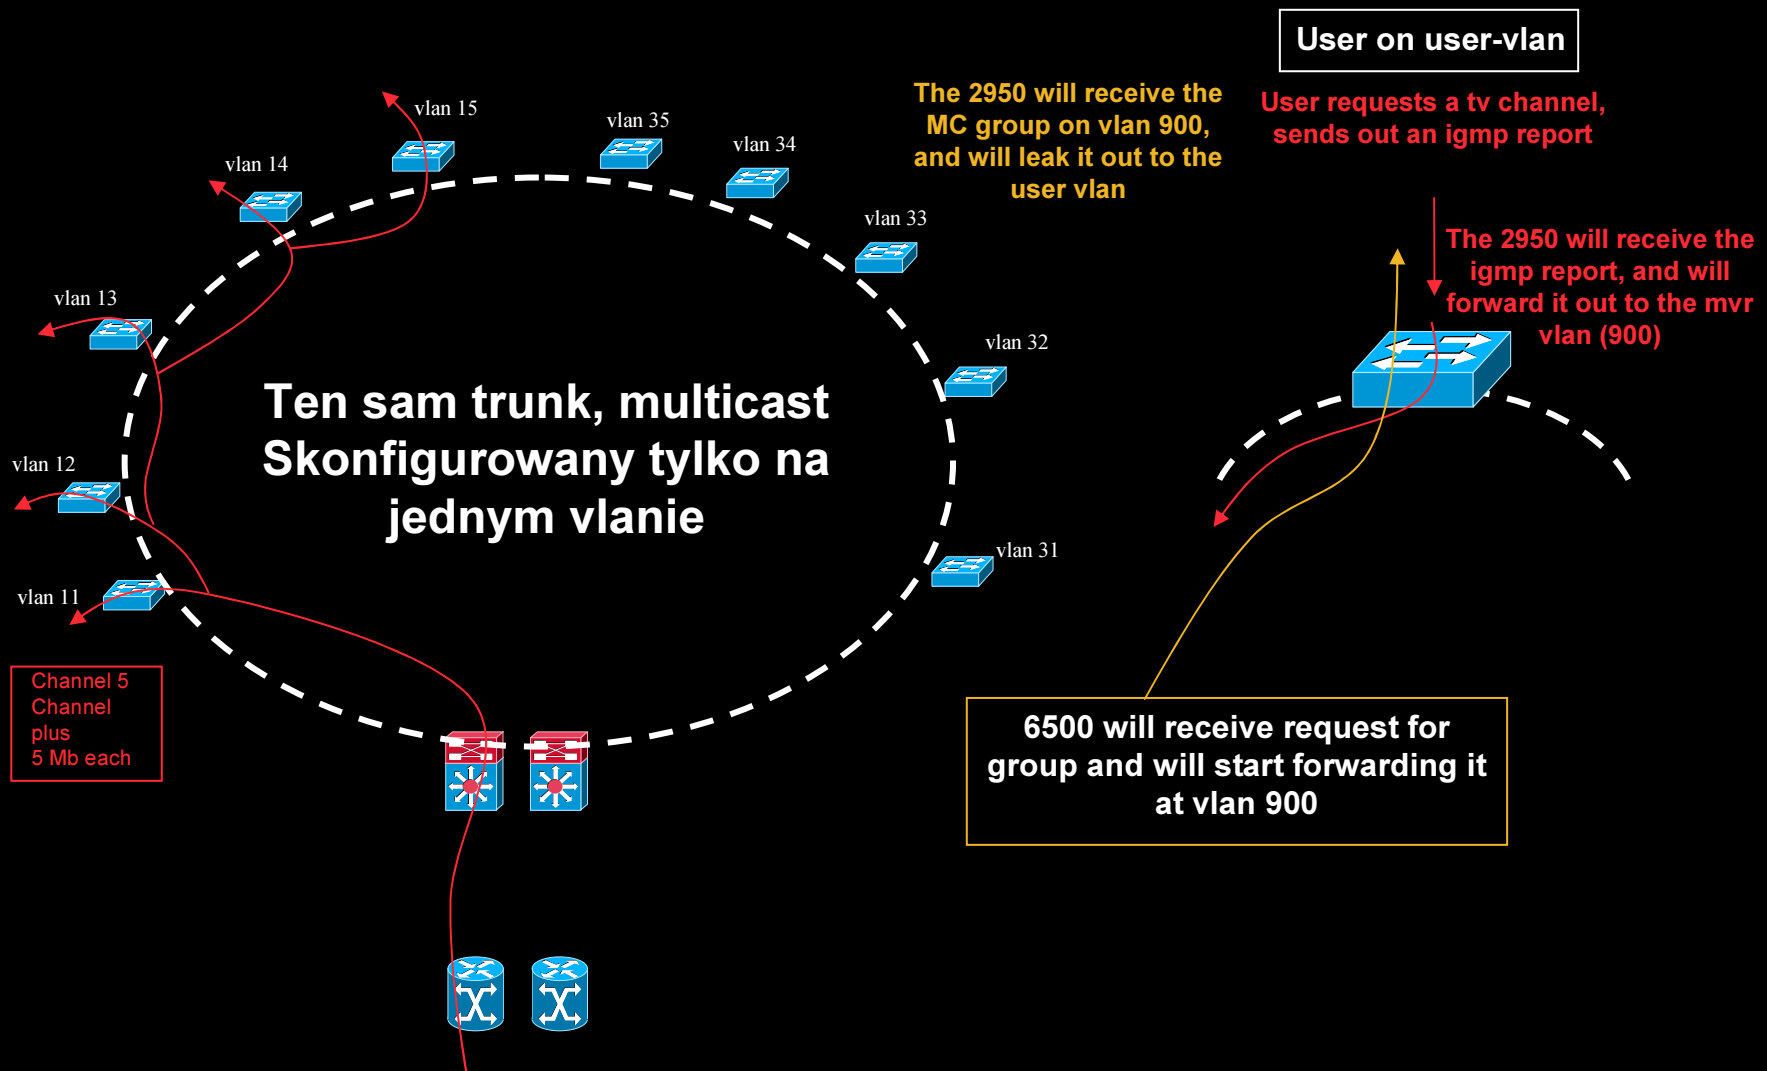 User on user-vlan
The 2950 will receive the
MC group on vlan 900,
and will leak it out to the
user vlan
User requests a tv channel,
sends out an igmp report
The 2950 will receive the
igmp report, and will
forward it out to the mvr
vlan (900)
vlan 15
vlan 35
vlan 34
vlan 14
vlan 33
vlan 13
vlan 32
vlan 12
vlan 31
vlan 11
Ten sam trunk, multicast
Skonfigurowany tylko na
jednym vlanie
Channel 5
Channel
plus
5 Mb each
6500 will receive request for
group and will start forwarding it
at vlan 900